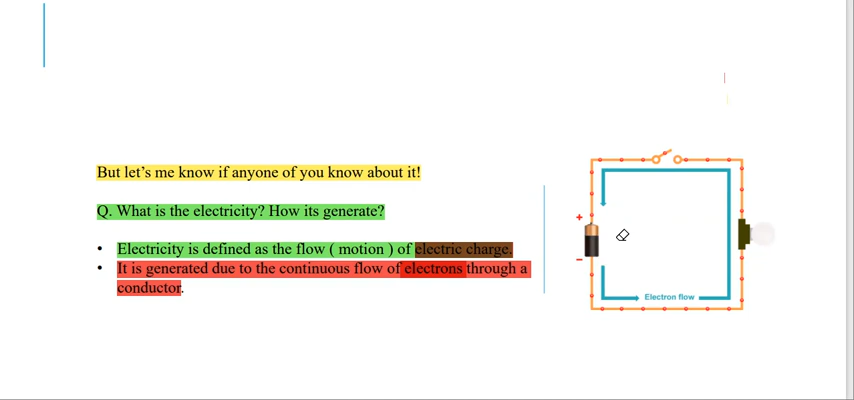 But let's me know if anyone of you know about it!
Q. What is the electricity? How its generate?
• Electricity is defined as the flow ( motion ) of electric charge.
• It is generated due to the continuous flow of electrons through a
conductor.
+
−
Electron flow